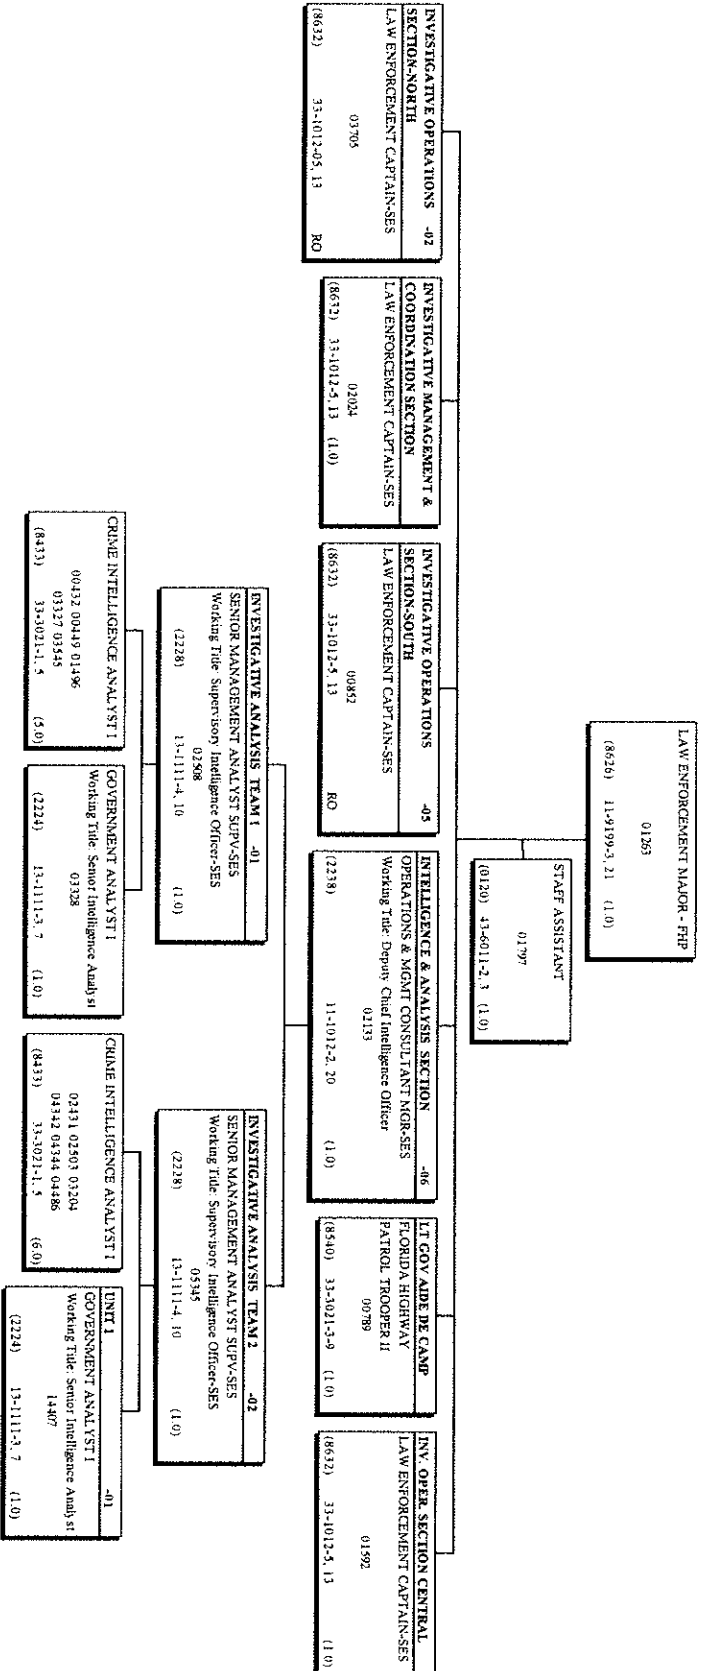 LAW ENFORCEMENT MAJOR - FHP
01263
(8626) 11-9199-3, 21 (1.0)
STAFF ASSISTANT
01797
(0120) 43-6011-2, 3 (1.0)
INVESTIGATIVE OPERATIONS -02
SECTION-NORTH
LAW ENFORCEMENT CAPTAIN-SES
03705
(8632) 33-1012-05, 13 RO
INVESTIGATIVE MANAGEMENT &
COORDINATION SECTION
LAW ENFORCEMENT CAPTAIN-SES
02024
(8632) 33-1012-5, 13 (1.0)
INVESTIGATIVE OPERATIONS -05
SECTION-SOUTH
LAW ENFORCEMENT CAPTAIN-SES
00852
(8632) 33-1012-5, 13 RO
INTELLIGENCE & ANALYSIS SECTION -06
OPERATIONS & MGMT CONSULTANT MGR-SES
Working Title: Deputy Chief Intelligence Officer
02133
(2238) 11-1012-2, 20 (1.0)
LT GOV AIDE DE CAMP
FLORIDA HIGHWAY
PATROL TROOPER II
00789
(8540) 33-3021-3-9 (1.0)
INV. OPER. SECTION CENTRAL
LAW ENFORCEMENT CAPTAIN-SES
01592
(8632) 33-1012-5, 13 (1.0)
INVESTIGATIVE ANALYSIS TEAM 1 -01
SENIOR MANAGEMENT ANALYST SUPV-SES
Working Title: Supervisory Intelligence Officer-SES
02508
(2228) 13-1111-4, 10 (1.0)
INVESTIGATIVE ANALYSIS TEAM 2 -02
SENIOR MANAGEMENT ANALYST SUPV-SES
Working Title: Supervisory Intelligence Officer-SES
05345
(2228) 13-1111-4, 10 (1.0)
CRIME INTELLIGENCE ANALYST I
00432 00449 01496
03327 03545
(8433) 33-3021-1, 5 (5.0)
GOVERNMENT ANALYST I
Working Title: Senior Intelligence Analyst
03328
(2224) 13-1111-3, 7 (1.0)
CRIME INTELLIGENCE ANALYST I
02431 02503 03204
04342 04344 04486
(8433) 33-3021-1, 5 (6.0)
UNIT 1 -01
GOVERNMENT ANALYST I
Working Title: Senior Intelligence Analyst
14407
(2224) 13-1111-3, 7 (1.0)